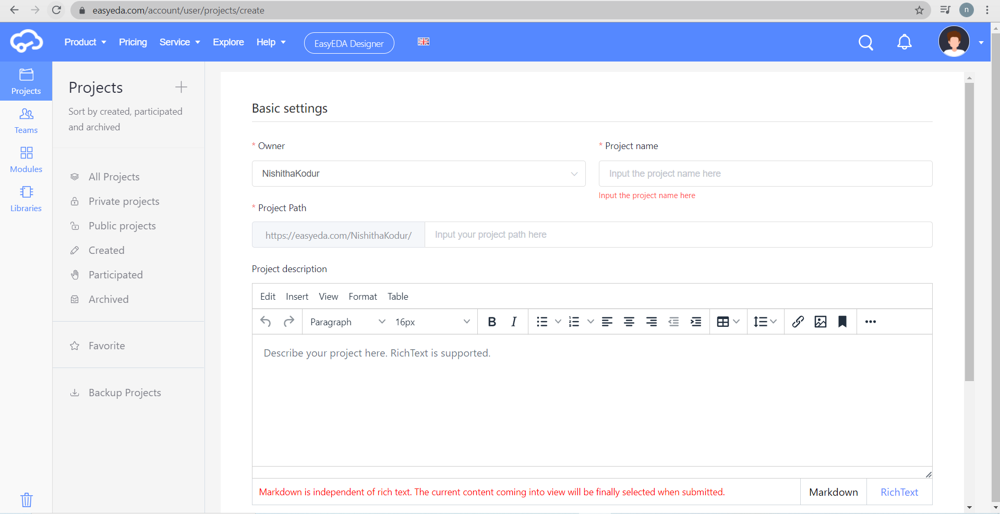 easyeda.com/account/user/projects/create
n
Product Pricing Service Explore Help EasyEDA Designer
Projects
Teams
Modules
Libraries
Projects
Sort by created, participated
and archived
All Projects
Private projects
Public projects
Created
Participated
Archived
Favorite
Backup Projects
Basic settings
* Owner
NishithaKodur
* Project name
Input the project name here
Input the project name here
* Project Path
https://easyeda.com/NishithaKodur/ Input your project path here
Project description
Edit Insert View Format Table
Paragraph 16px B I
Describe your project here. RichText is supported.
Markdown is independent of rich text. The current content coming into view will be finally selected when submitted. Markdown RichText